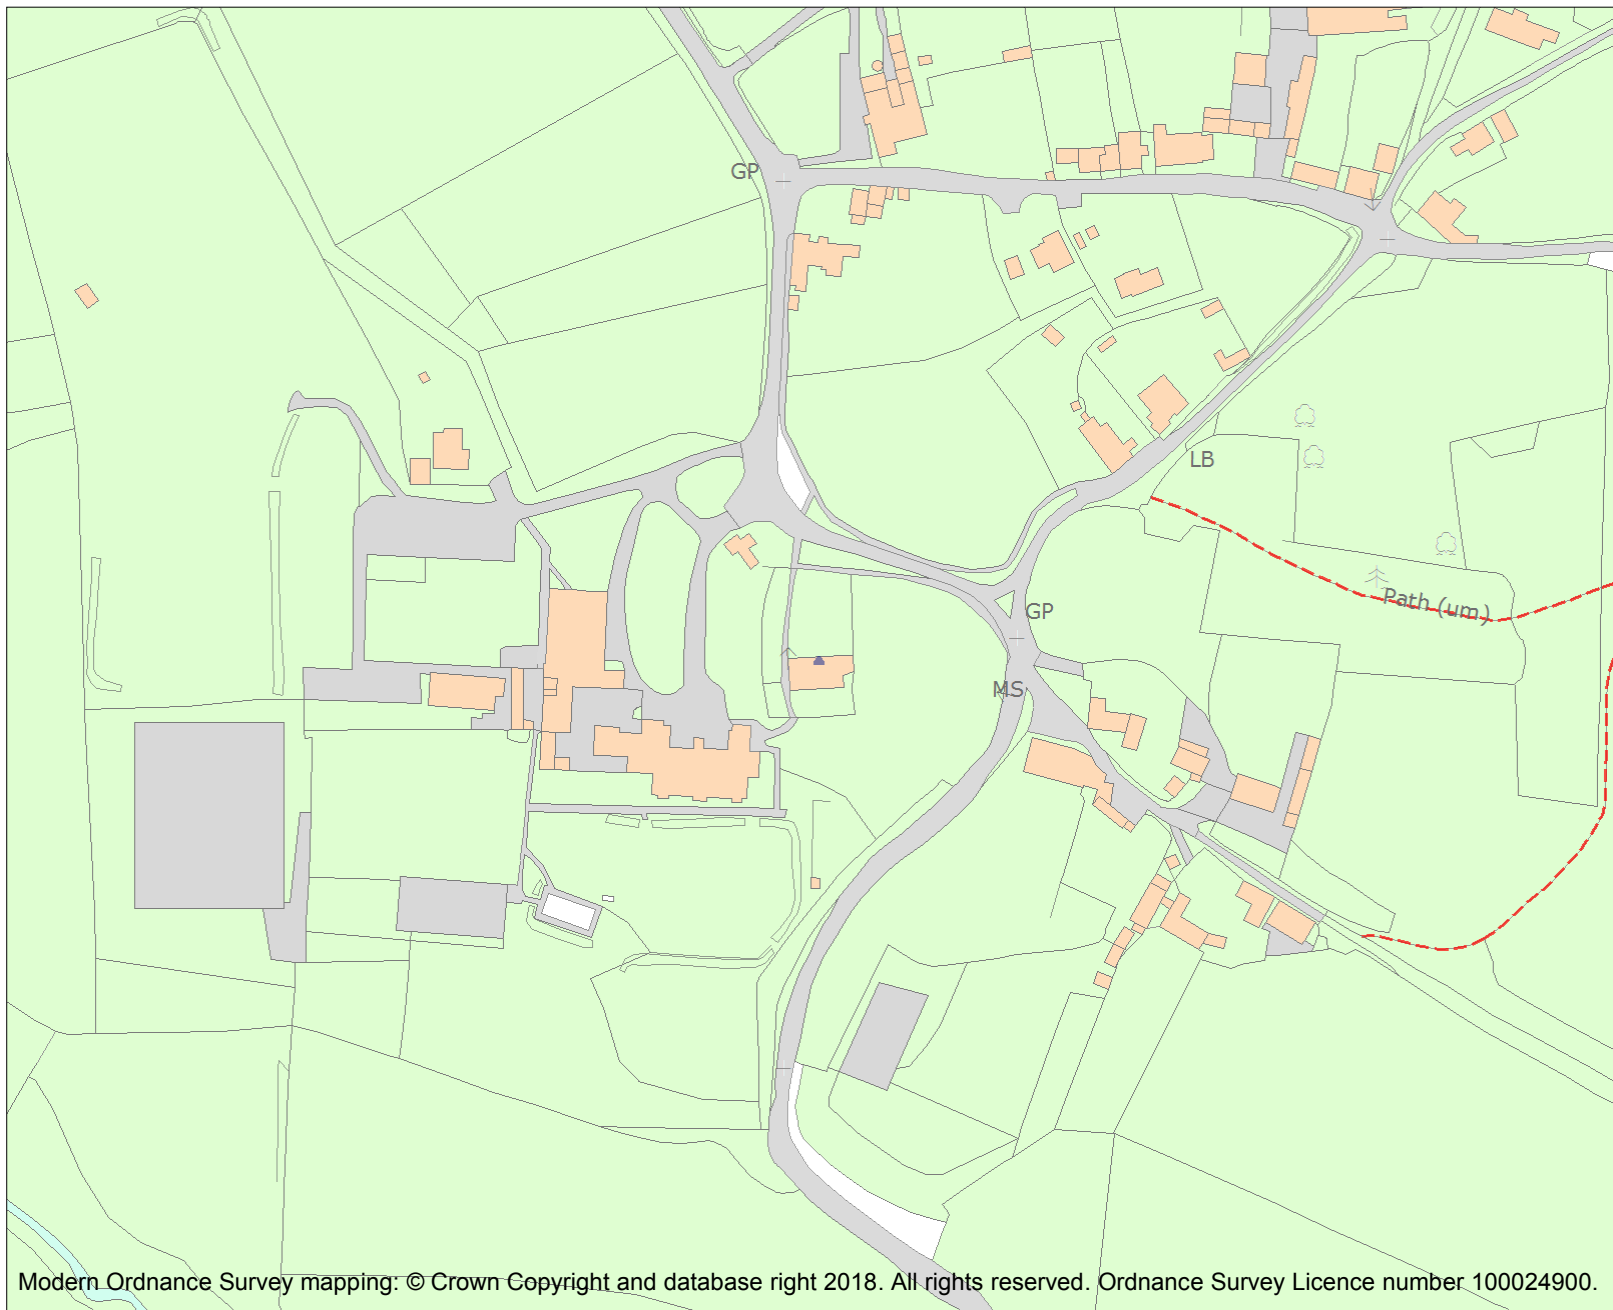 GP
LB
Path (um)
GP
MS
Modern Ordnance Survey mapping: © Crown Copyright and database right 2018. All rights reserved. Ordnance Survey Licence number 100024900.